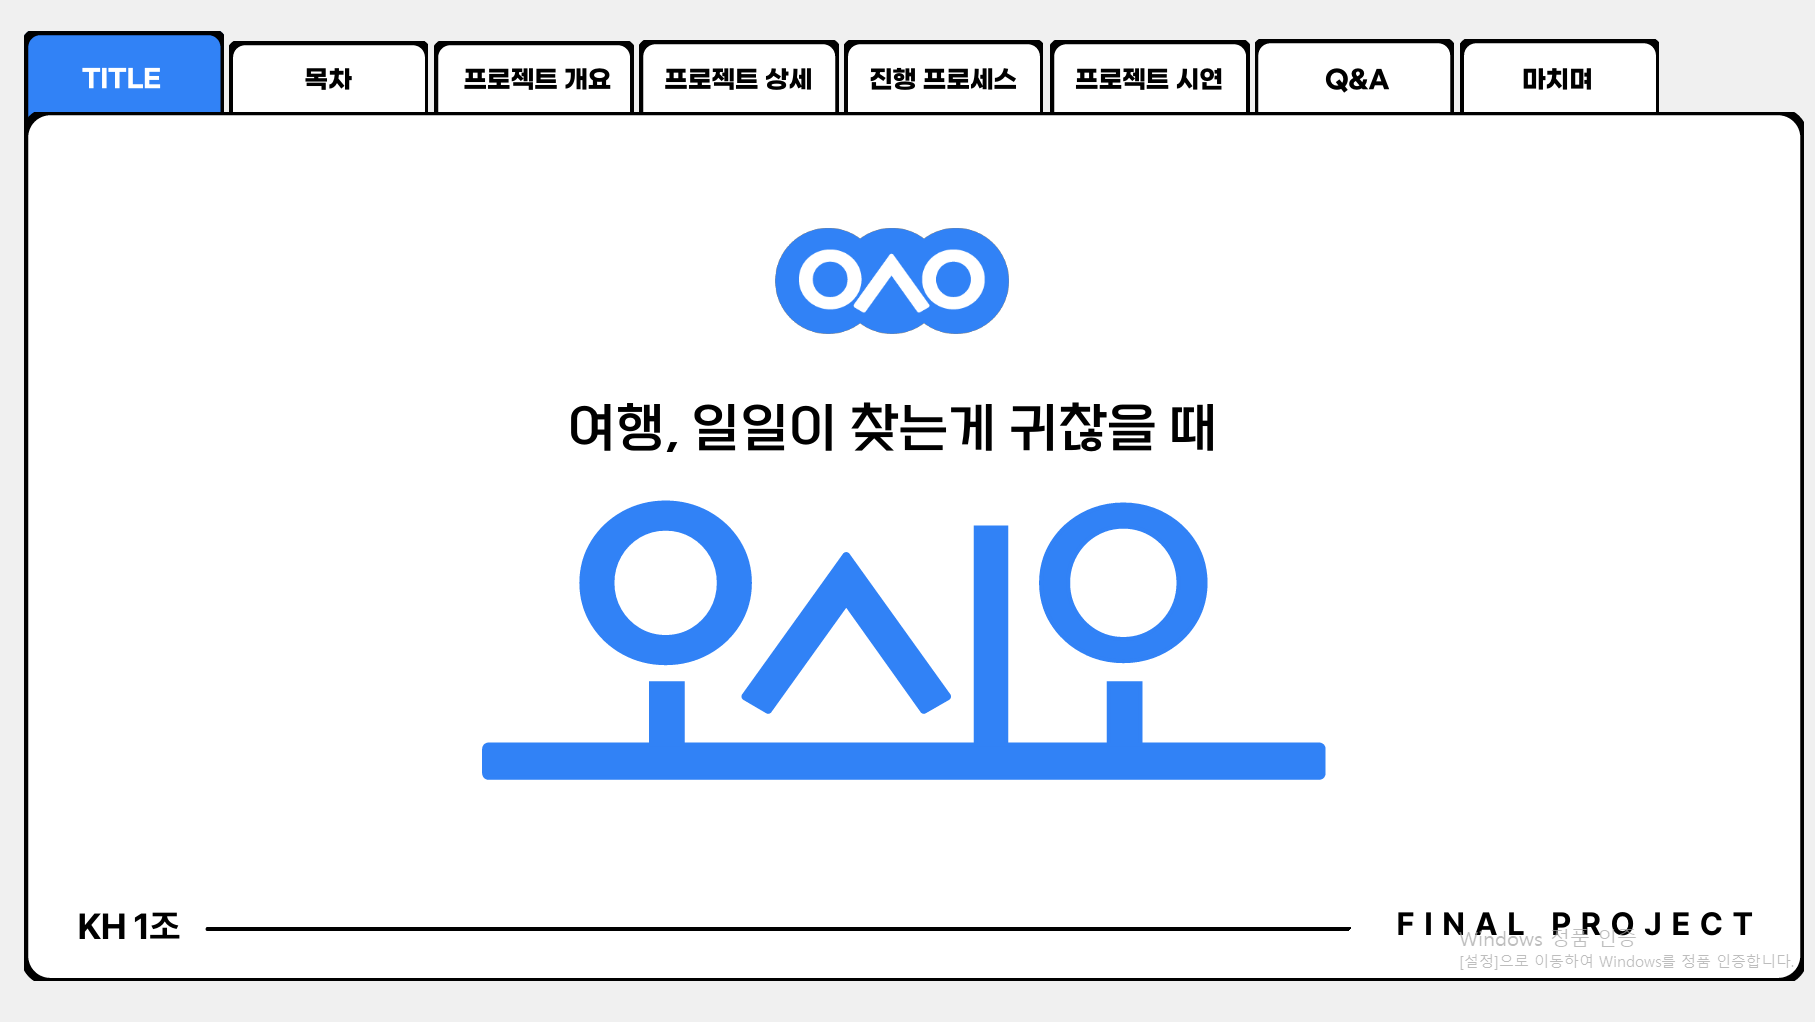 TITLE
목차
프로젝트 개요
프로젝트 상세
진행 프로세스
프로젝트 시연
Q&A
마치며
ㅇㅅㅇ
여행, 일일이 찾는게 귀찮을 때
오시요
KH 1조
FINAL PROJECT
Windows 정품 인증
[설정]으로 이동하여 Windows를 정품 인증합니다.